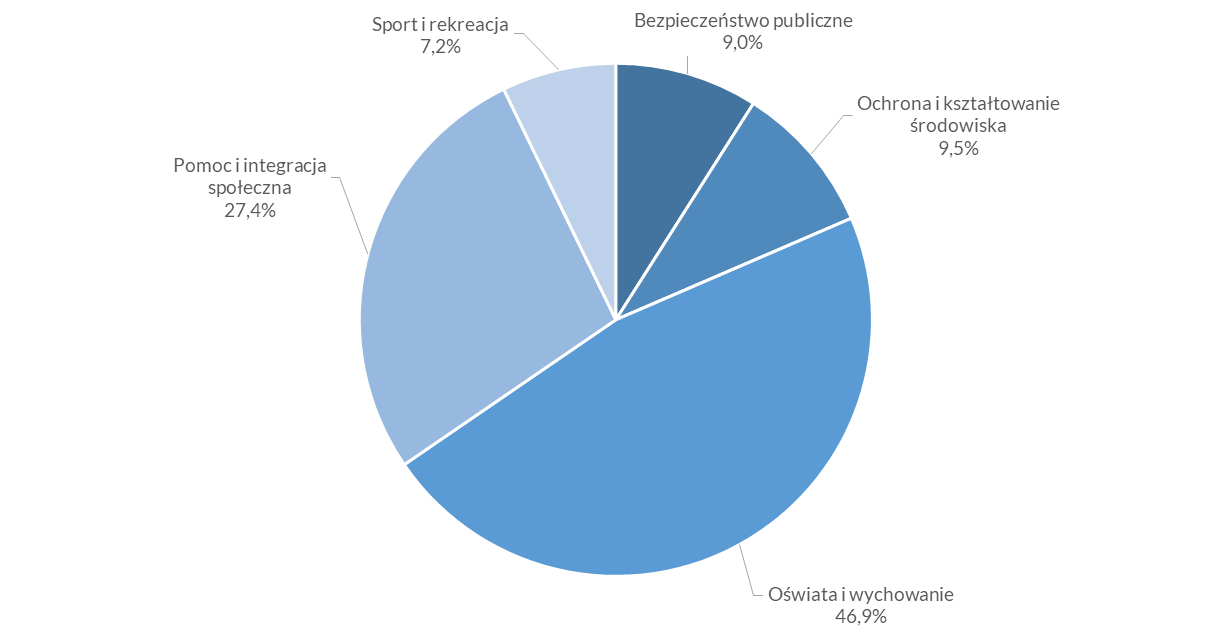 Sport i rekreacja
7,2%
Bezpieczeństwo publiczne
9,0%
Ochrona i kształtowanie
środowiska
9,5%
Pomoc i integracja
społeczna
27,4%
Oświata i wychowanie
46,9%